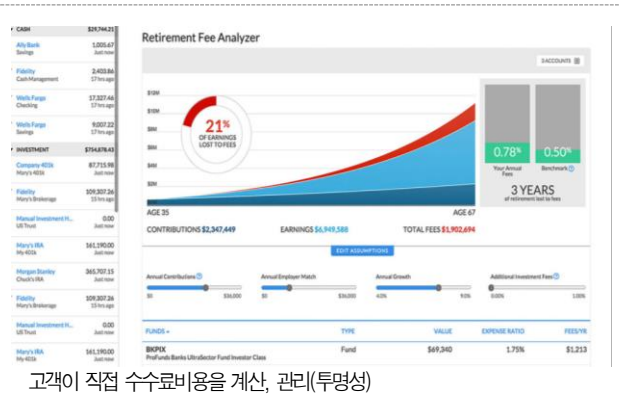 CASH $29,744.21
Ally Bank 1,005.67
Savings Just now
Fidelity 2,403.86
Cash Management 17 hrs ago
Wells Fargo 17,327.46
Checking 17 hrs ago
Wells Fargo 9,007.22
Savings 17 hrs ago
INVESTMENT $754,878.43
Company 401k 87,715.98
Mary's 401k Just now
Fidelity 109,307.26
Mary's Brokerage 15 hrs ago
Manual Investment H... 0.00
US Trust Just now
Mary's IRA 161,190.00
My 401k Just now
Morgan Stanley 365,707.15
Chuck's IRA Just now
Fidelity 109,307.26
Mary's Brokerage 15 hrs ago
Manual Investment H... 0.00
US Trust Just now
Mary's IRA 161,190.00
My 401k Just now
Retirement Fee Analyzer
ACCOUNTS
$12M
$10M
$8M
$6M
$4M
$2M
21%
OF EARNINGS
LOST TO FEES
AGE 35 AGE 67
CONTRIBUTIONS $2,347,449 EARNINGS $6,949,588 TOTAL FEES $1,902,694
0.78% 0.50%
Your Annual Fees Benchmark
3 YEARS
of retirement lost to fees
EDIT ASSUMPTIONS
Annual Contributions Annual Employer Match Annual Growth Additional Investment Fees
$0 $36,000 $0 $36,000 4.0% 9.0% 0.00% 1.00%
FUNDS TYPE VALUE EXPENSE RATIO FEES/YR
BKPIX Fund $69,340 1.75% $1,213
ProFunds Banks UltraSector Fund Investor Class
고객이 직접 수수료비용을 계산, 관리(투명성)